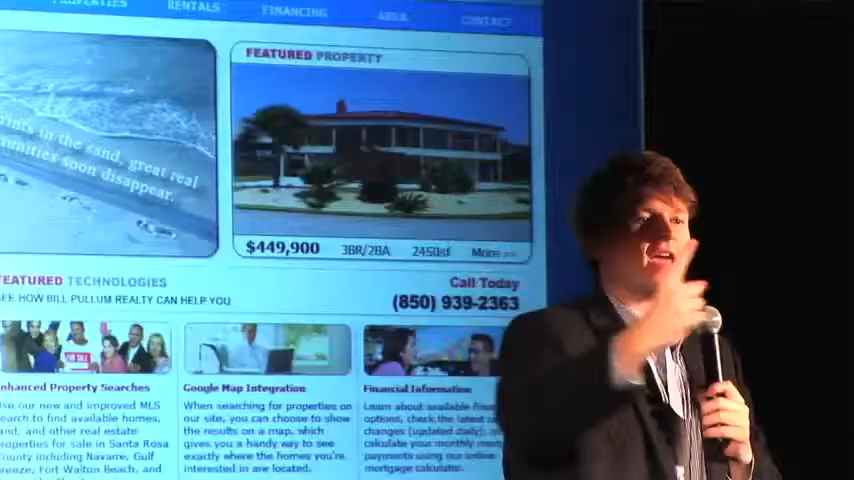 PROPERTIES
RENTALS
FINANCING
AREA
CONTACT
FEATURED PROPERTY
rints in the sand, great real
unities soon disappear.
$449,900 3BR/2BA 2450sf More
FEATURED TECHNOLOGIES
SEE HOW BILL PULLUM REALTY CAN HELP YOU
Call Today
(850) 939-2363
FOR SALE
Enhanced Property Searches
Use our new and improved MLS
search to find available homes,
land, and other real estate
properties for sale in Santa Rosa
County including Navarre, Gulf
Breeze, Fort Walton Beach, and
Google Map Integration
When searching for properties on
our site, you can choose to show
the results on a map, which
gives you a handy way to see
exactly where the homes you're
interested in are located.
Financial Information
Learn about available
options, check the latest
changes (updated daily),
calculate your monthly
payments using our online
mortgage calculator.